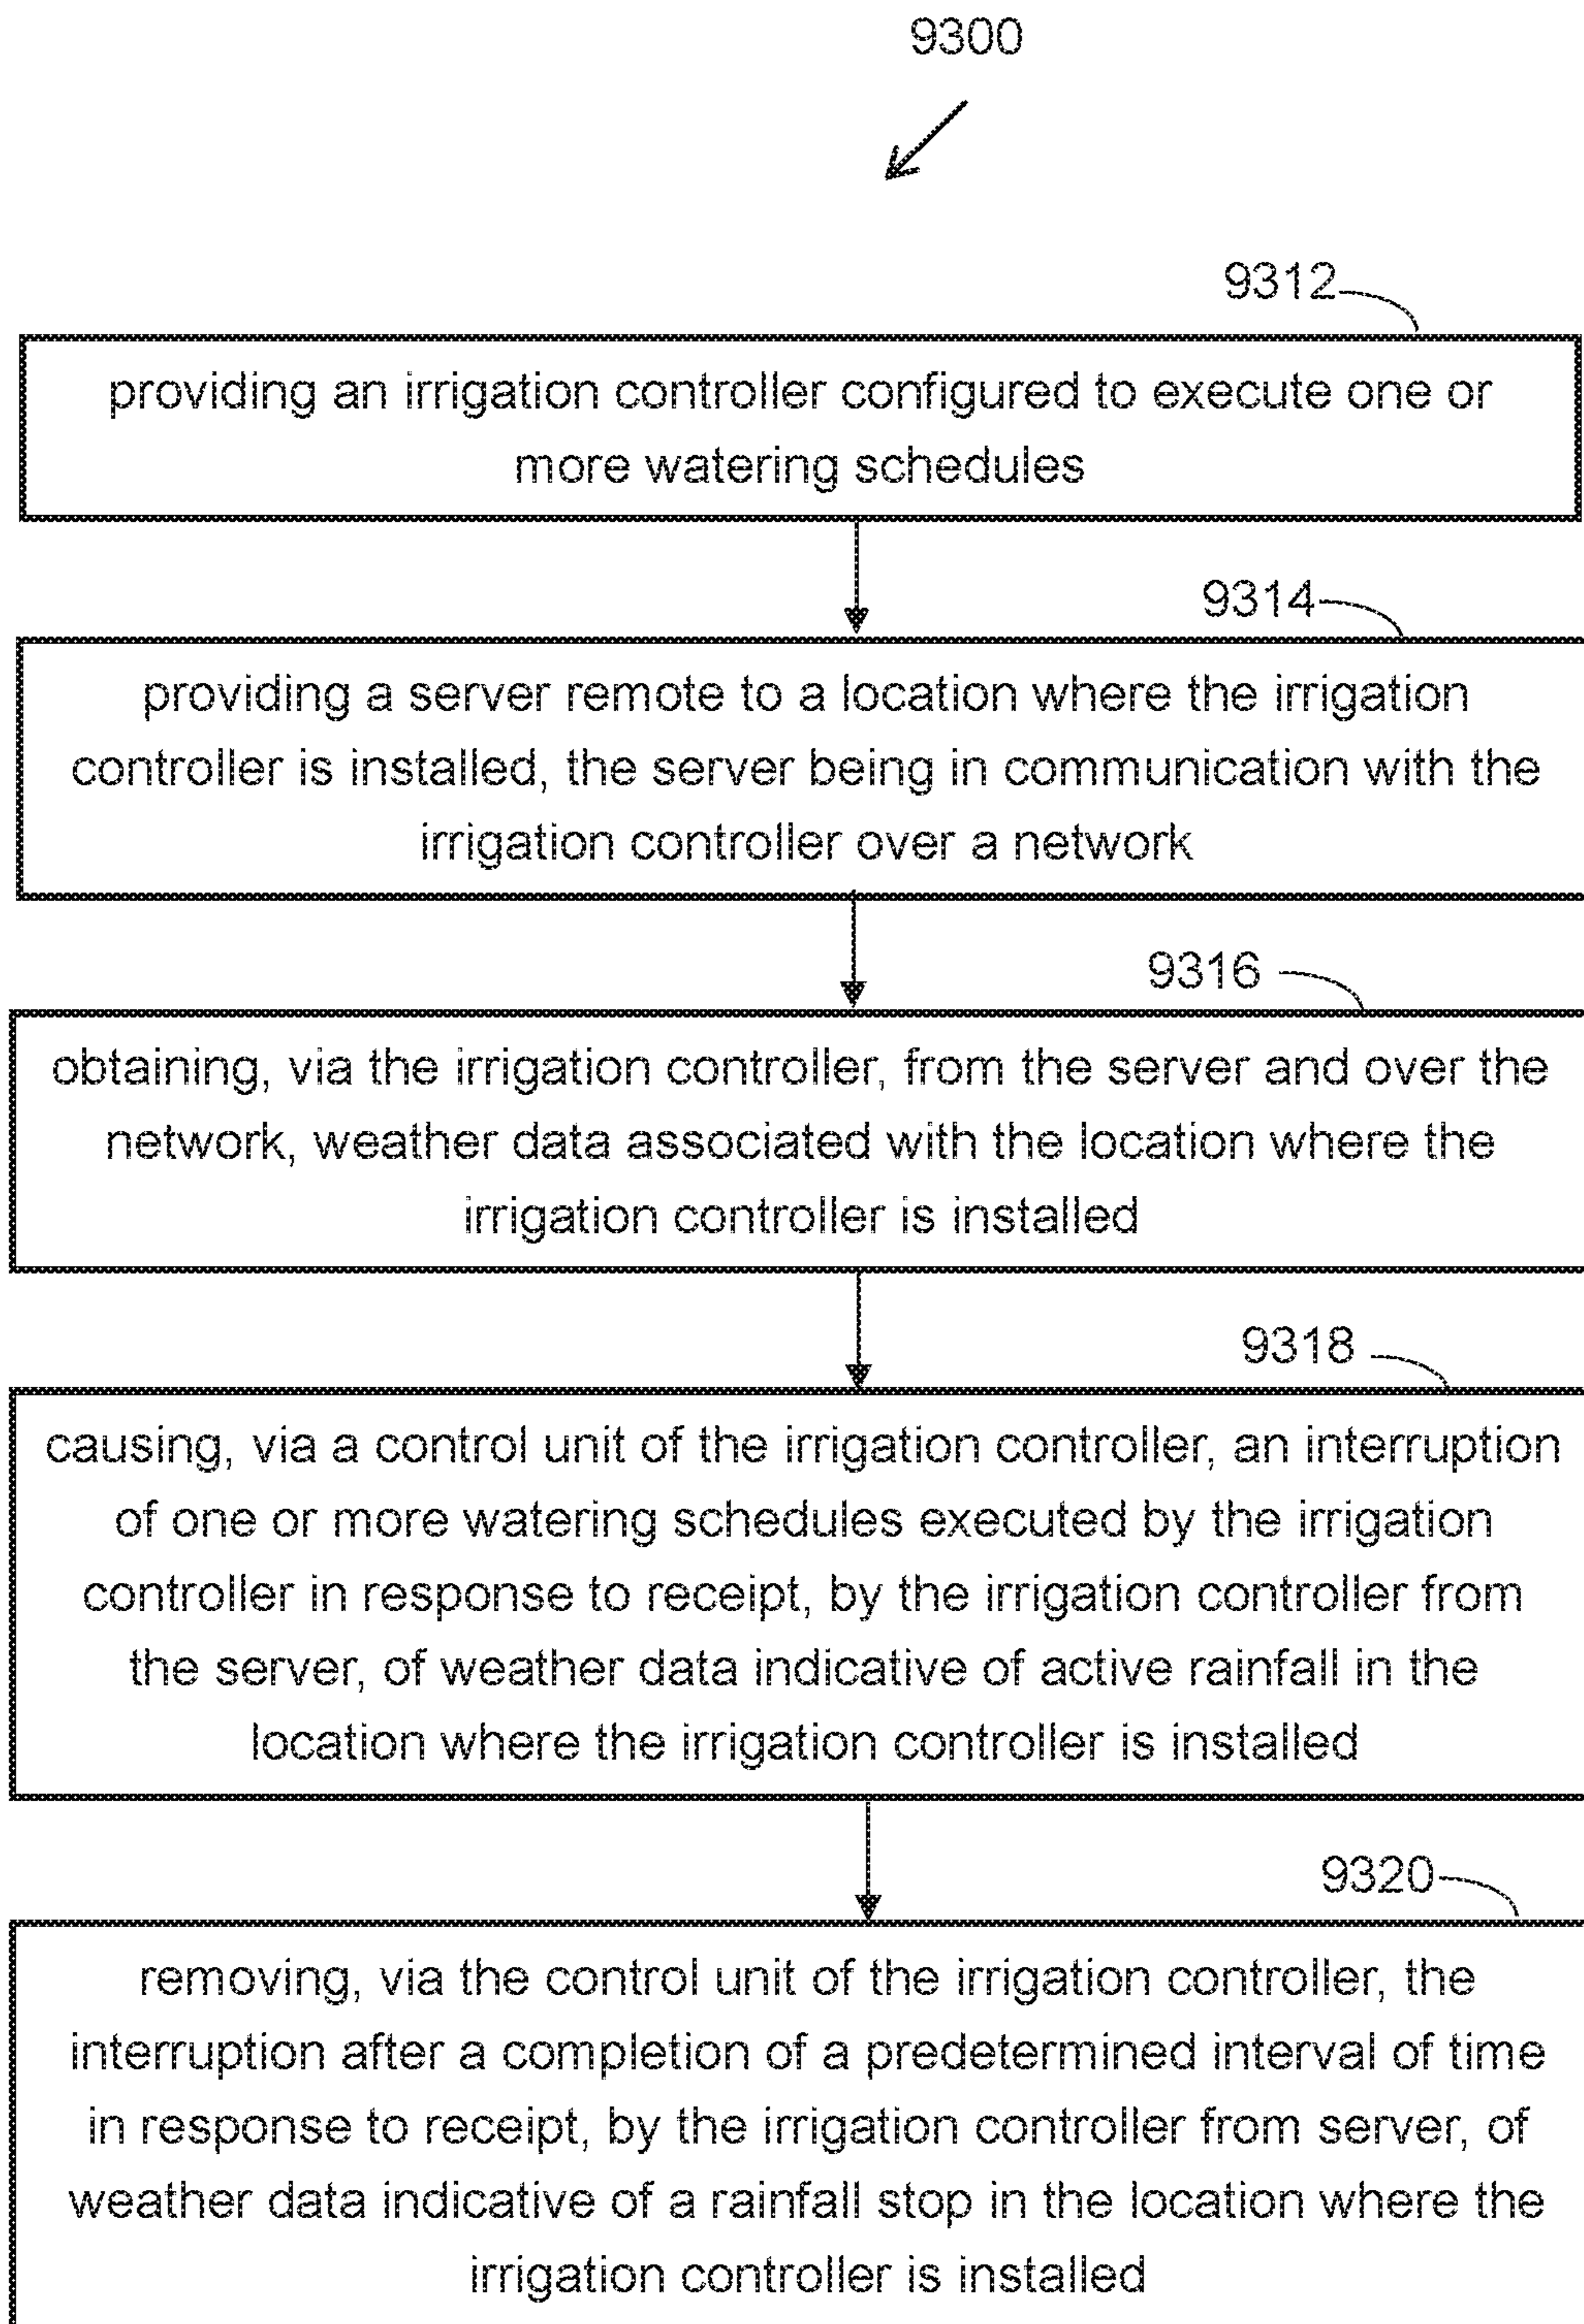 9300
9312
providing an irrigation controller configured to execute one or
more watering schedules
9314
providing a server remote to a location where the irrigation
controller is installed, the server being in communication with the
irrigation controller over a network
9316
obtaining, via the irrigation controller, from the server and over the
network, weather data associated with the location where the
irrigation controller is installed
9318
causing, via a control unit of the irrigation controller, an interruption
of one or more watering schedules executed by the irrigation
controller in response to receipt, by the irrigation controller from
the server, of weather data indicative of active rainfall in the
location where the irrigation controller is installed
9320
removing, via the control unit of the irrigation controller, the
interruption after a completion of a predetermined interval of time
in response to receipt, by the irrigation controller from server, of
weather data indicative of a rainfall stop in the location where the
irrigation controller is installed